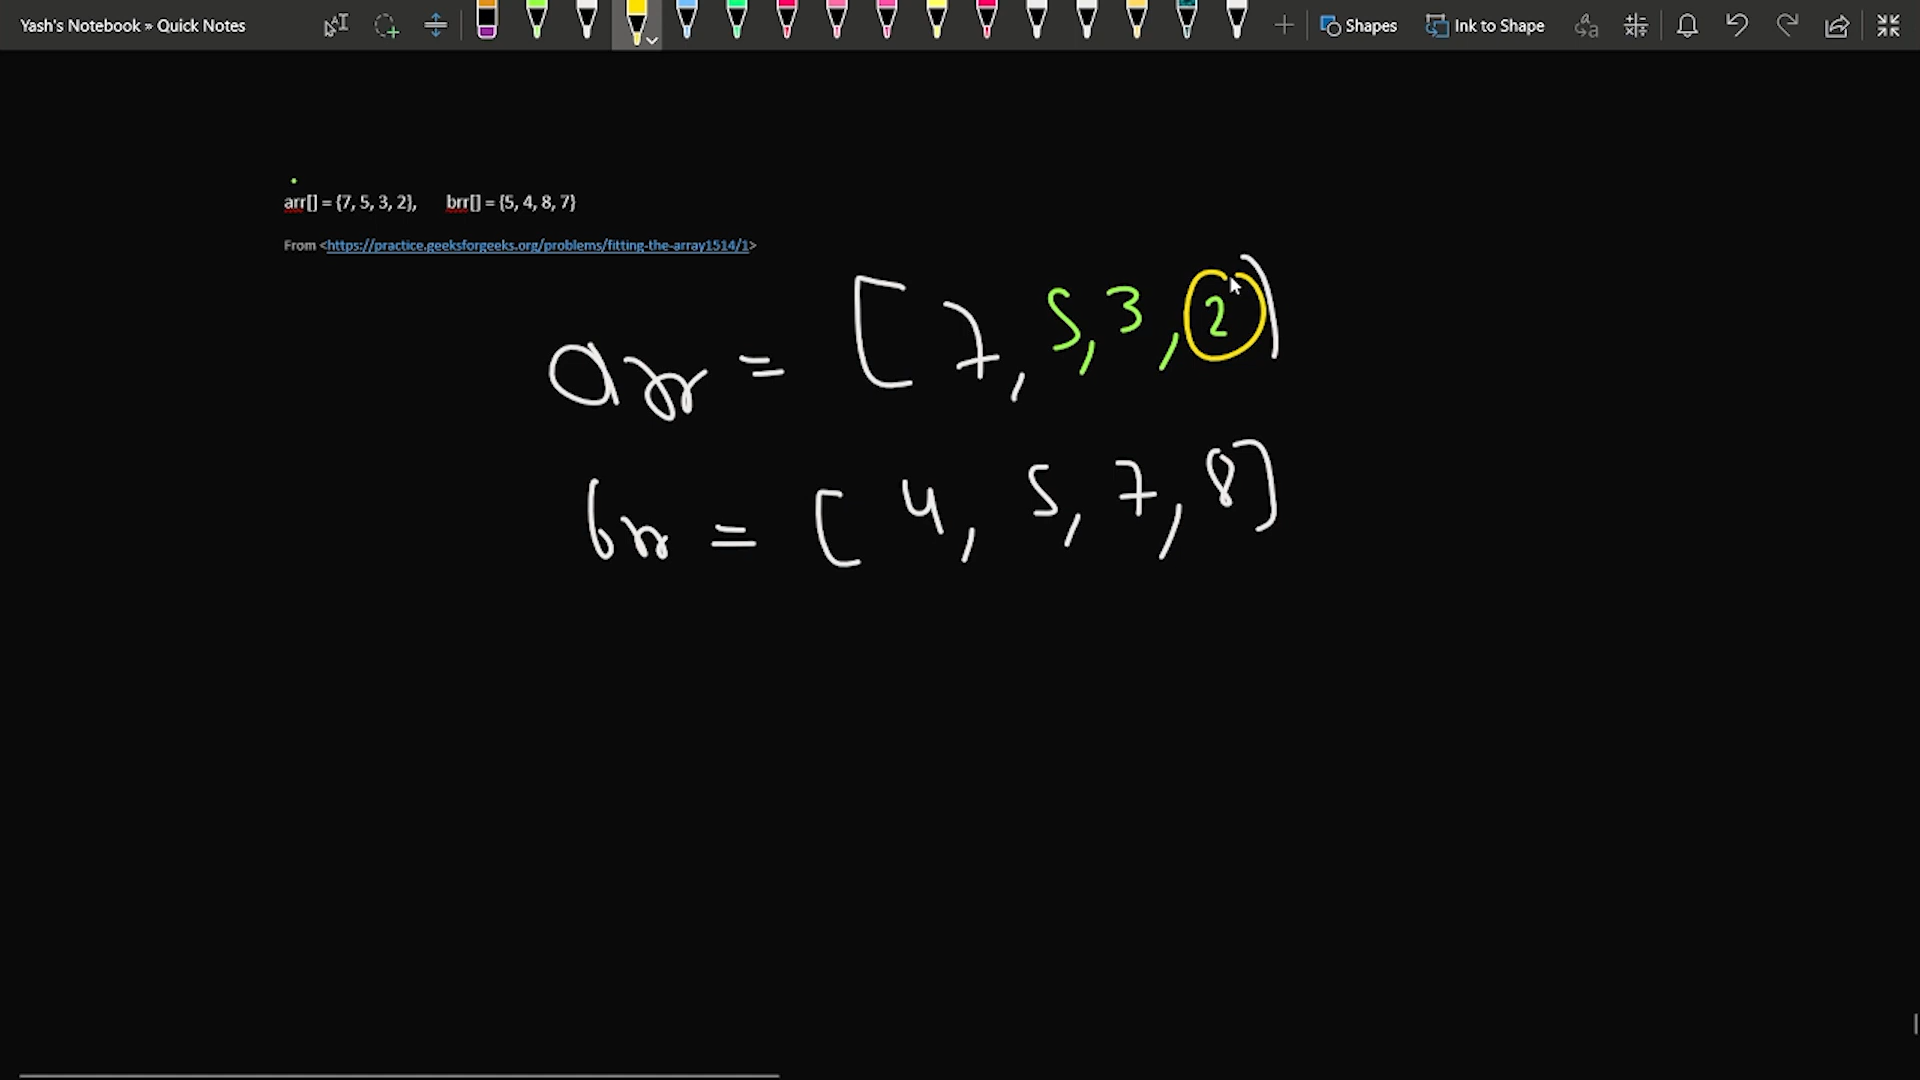 Yash's Notebook » Quick Notes
Shapes
Ink to Shape
arr[] = {7, 5, 3, 2}, brr[] = {5, 4, 8, 7}
From <https://practice.geeksforgeeks.org/problems/fitting-the-array1514/1>
arr = [7, 5, 3, 2)
brr = [4, 5, 7, 8]